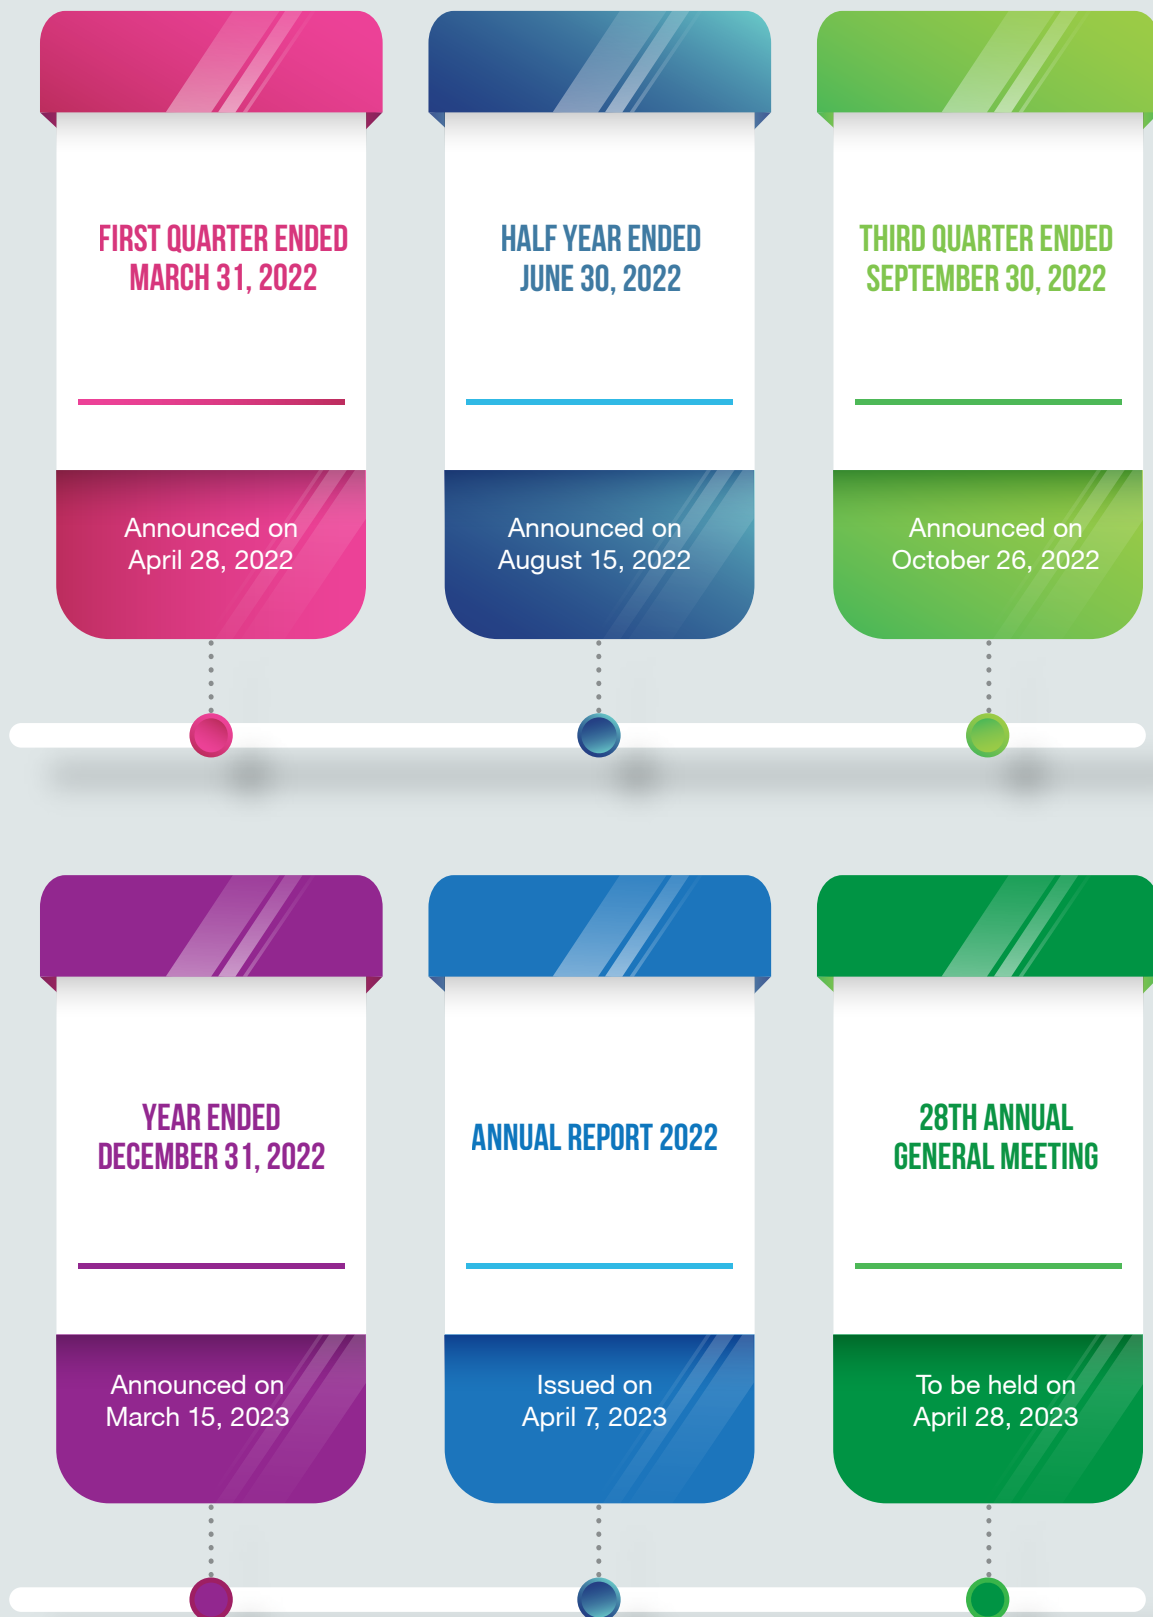 FIRST QUARTER ENDED
MARCH 31, 2022
Announced on
April 28, 2022
HALF YEAR ENDED
JUNE 30, 2022
Announced on
August 15, 2022
THIRD QUARTER ENDED
SEPTEMBER 30, 2022
Announced on
October 26, 2022
YEAR ENDED
DECEMBER 31, 2022
Announced on
March 15, 2023
ANNUAL REPORT 2022
Issued on
April 7, 2023
28TH ANNUAL
GENERAL MEETING
To be held on
April 28, 2023